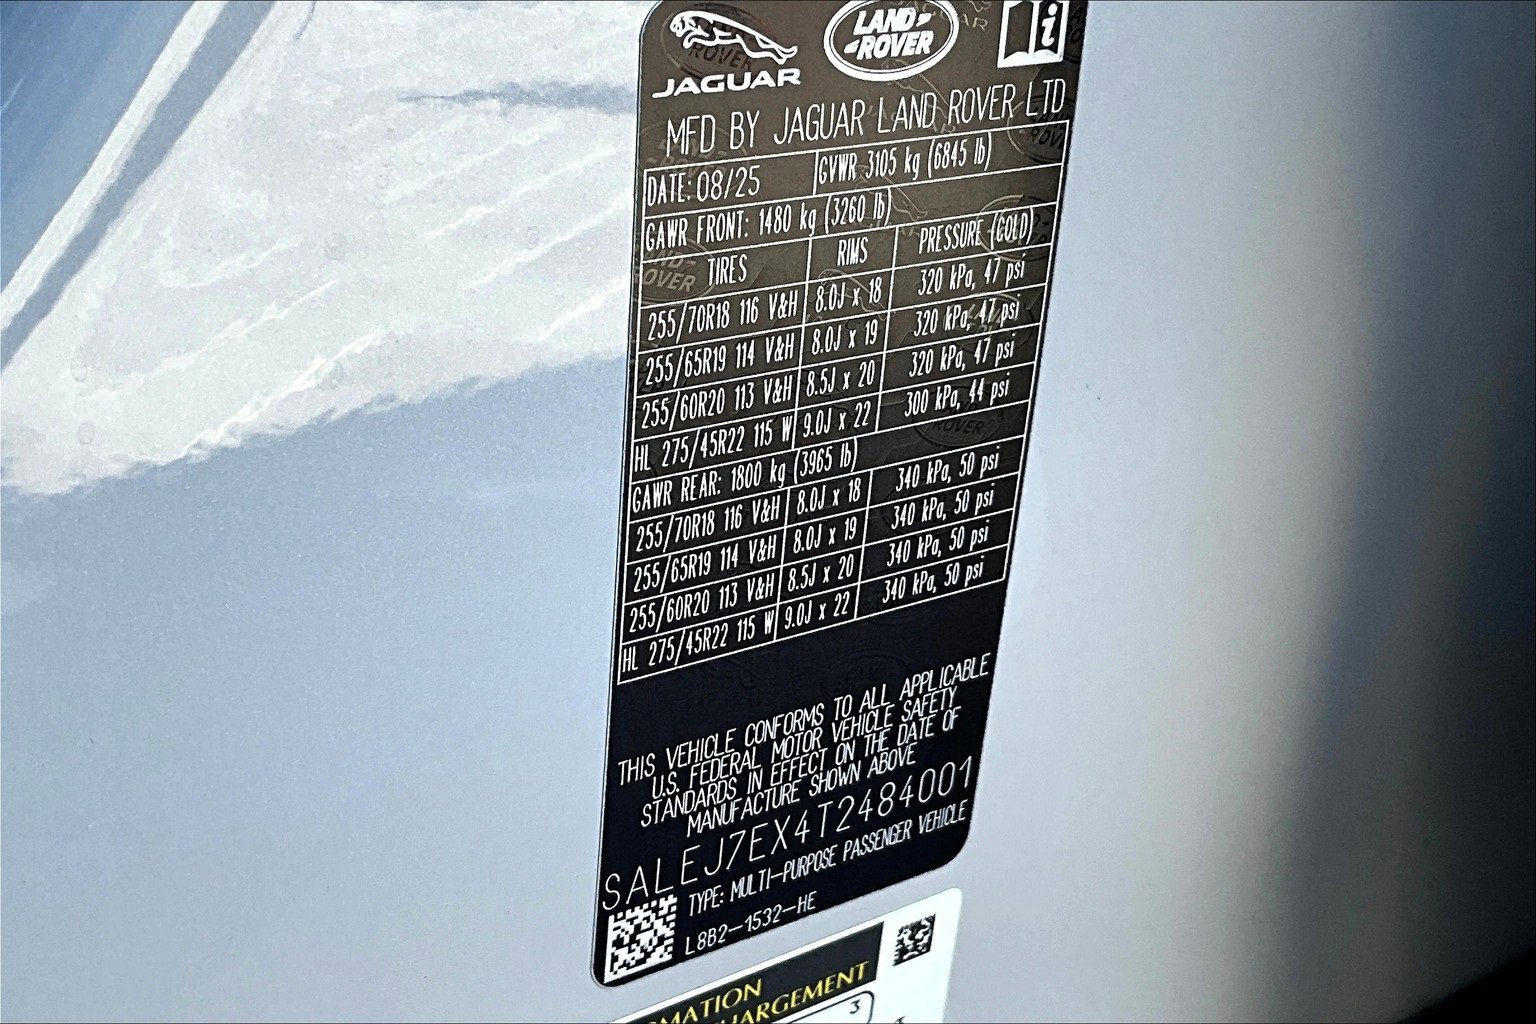 JAGUAR
LAND
ROVER
MFD BY JAGUAR LAND ROVER LTD
DATE: 08/25 GVWR 3105 kg (6845 lb)
GAWR FRONT: 1480 kg (3260 lb)
TIRES RIMS PRESSURE (COLD)
255/70R18 116 V&H 8.0J x 18 320 kPa, 47 psi
255/65R19 114 V&H 8.0J x 19 320 kPa, 47 psi
255/60R20 113 V&H 8.5J x 20 320 kPa, 47 psi
HL 275/45R22 115 W 9.0J x 22 300 kPa, 44 psi
GAWR REAR: 1800 kg (3965 lb)
255/70R18 116 V&H 8.0J x 18 340 kPa, 50 psi
255/65R19 114 V&H 8.0J x 19 340 kPa, 50 psi
255/60R20 113 V&H 8.5J x 20 340 kPa, 50 psi
HL 275/45R22 115 W 9.0J x 22 340 kPa, 50 psi
THIS VEHICLE CONFORMS TO ALL APPLICABLE
U.S. FEDERAL MOTOR VEHICLE SAFETY
STANDARDS IN EFFECT ON THE DATE OF
MANUFACTURE SHOWN ABOVE
SALEJ7EX4T2484001
TYPE: MULTI-PURPOSE PASSENGER VEHICLE
L8B2-1532-HE
3